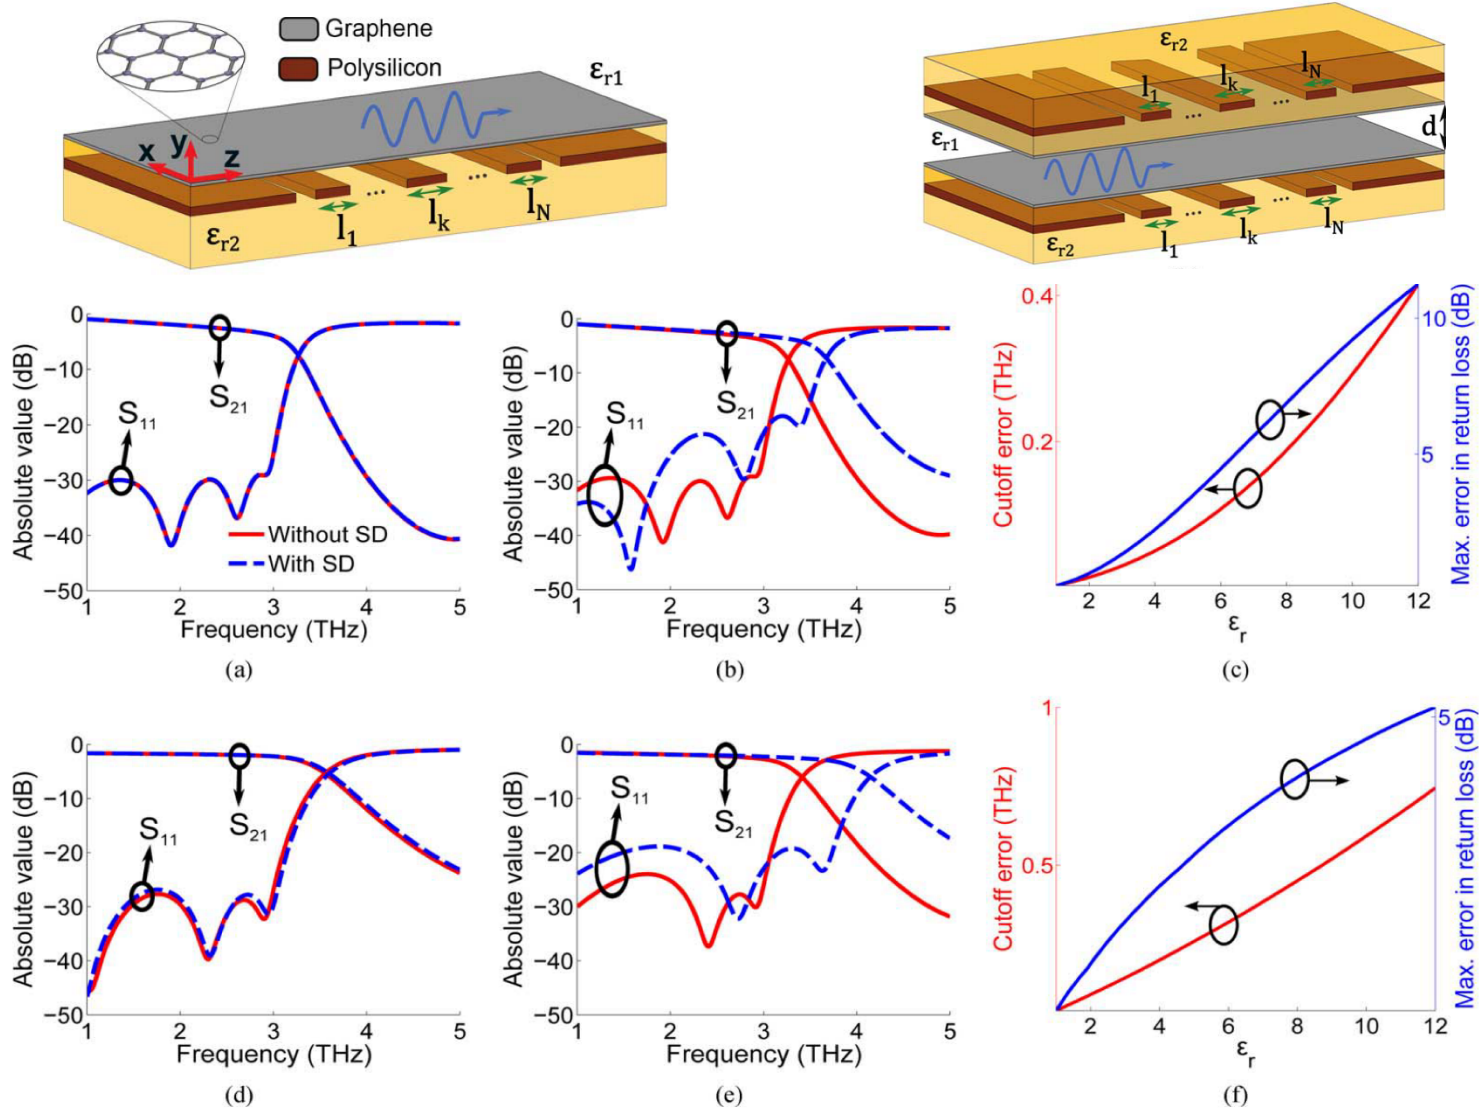 Graphene
Polysilicon
εr1
x y z
εr2
l1 lk lN
... ...
εr2
l1 lk lN
... ...
εr1
d
εr2
l1 lk lN
... ...
Absolute value (dB)
0
−10
−20
−30
−40
−50
S21
S11
Without SD
With SD
1 2 3 4 5
Frequency (THz)
(a)
Absolute value (dB)
0
−10
−20
−30
−40
−50
S21
S11
1 2 3 4 5
Frequency (THz)
(b)
Cutoff error (THz)
0.4
0.2
Max. error in return loss (dB)
10
5
2 4 6 8 10 12
εr
(c)
Absolute value (dB)
0
−10
−20
−30
−40
−50
S21
S11
1 2 3 4 5
Frequency (THz)
(d)
Absolute value (dB)
0
−10
−20
−30
−40
−50
S21
S11
1 2 3 4 5
Frequency (THz)
(e)
Cutoff error (THz)
1
0.5
Max. error in return loss (dB)
5
2 4 6 8 10 12
εr
(f)